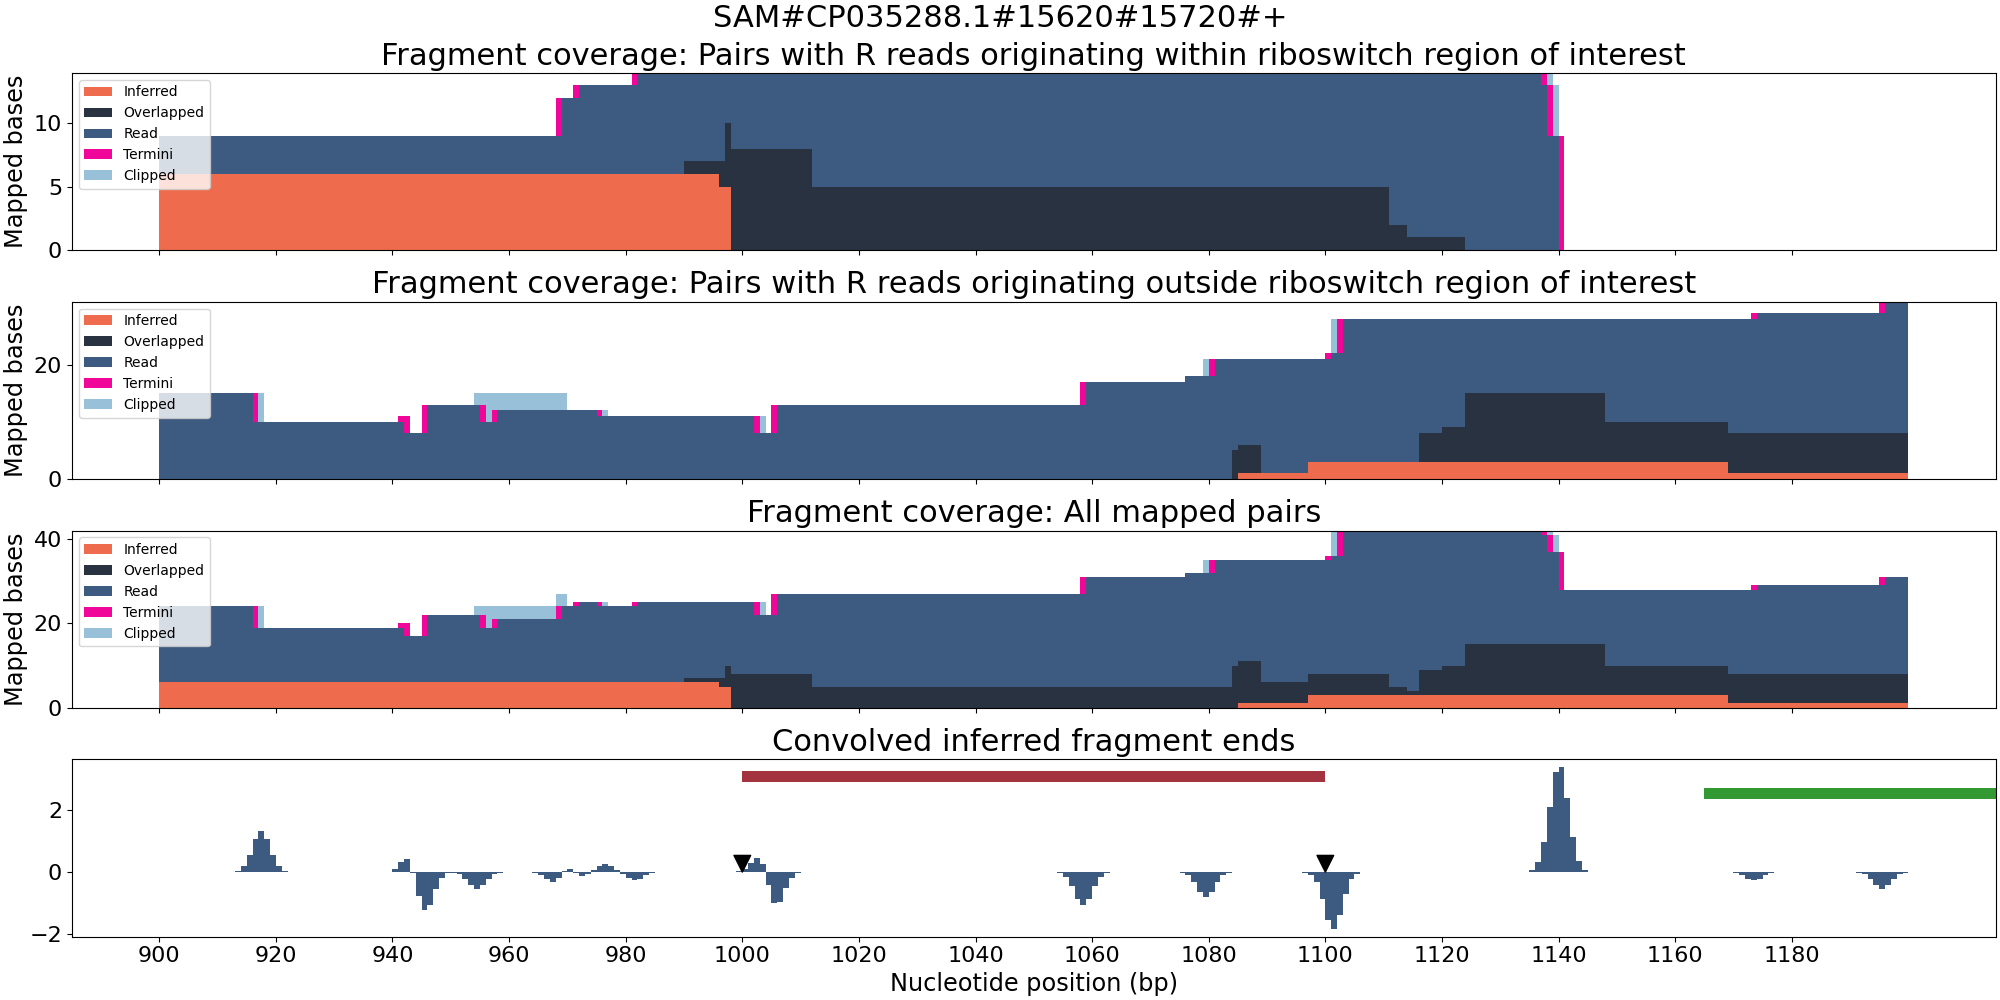 SAM#CP035288.1#15620#15720#+
Fragment coverage: Pairs with R reads originating within riboswitch region of interest
Mapped bases
10
5
0
Inferred
Overlapped
Read
Termini
Clipped
Fragment coverage: Pairs with R reads originating outside riboswitch region of interest
Mapped bases
20
0
Inferred
Overlapped
Read
Termini
Clipped
Fragment coverage: All mapped pairs
Mapped bases
40
20
0
Inferred
Overlapped
Read
Termini
Clipped
Convolved inferred fragment ends
2
0
−2
900 920 940 960 980 1000 1020 1040 1060 1080 1100 1120 1140 1160 1180
Nucleotide position (bp)